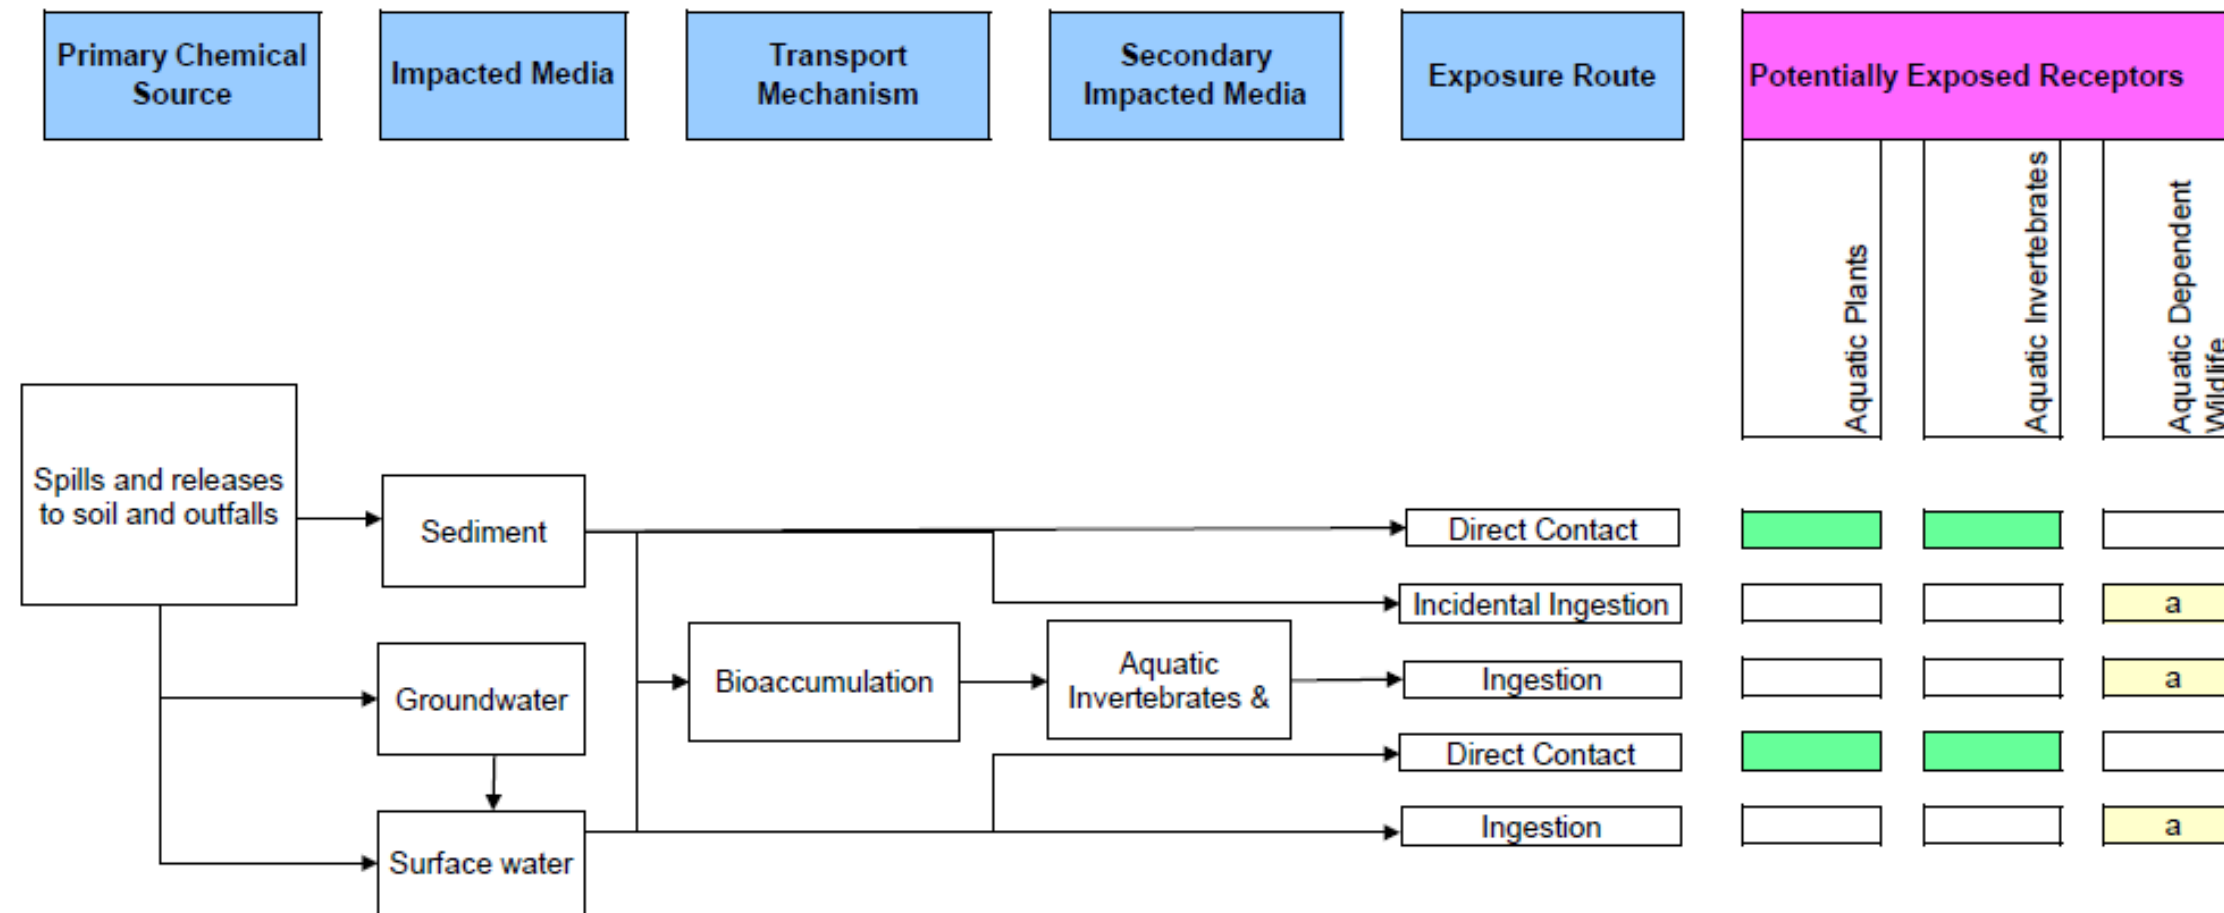 Primary Chemical
Source
Impacted Media
Transport
Mechanism
Secondary
Impacted Media
Exposure Route
Potentially Exposed Receptors
Aquatic Plants
Aquatic Invertebrates
Aquatic Dependent
Wildlife
Spills and releases
to soil and outfalls
Sediment
Direct Contact
Incidental Ingestion
a
Groundwater
Bioaccumulation
Aquatic
Invertebrates &
Ingestion
a
Direct Contact
Surface water
Ingestion
a